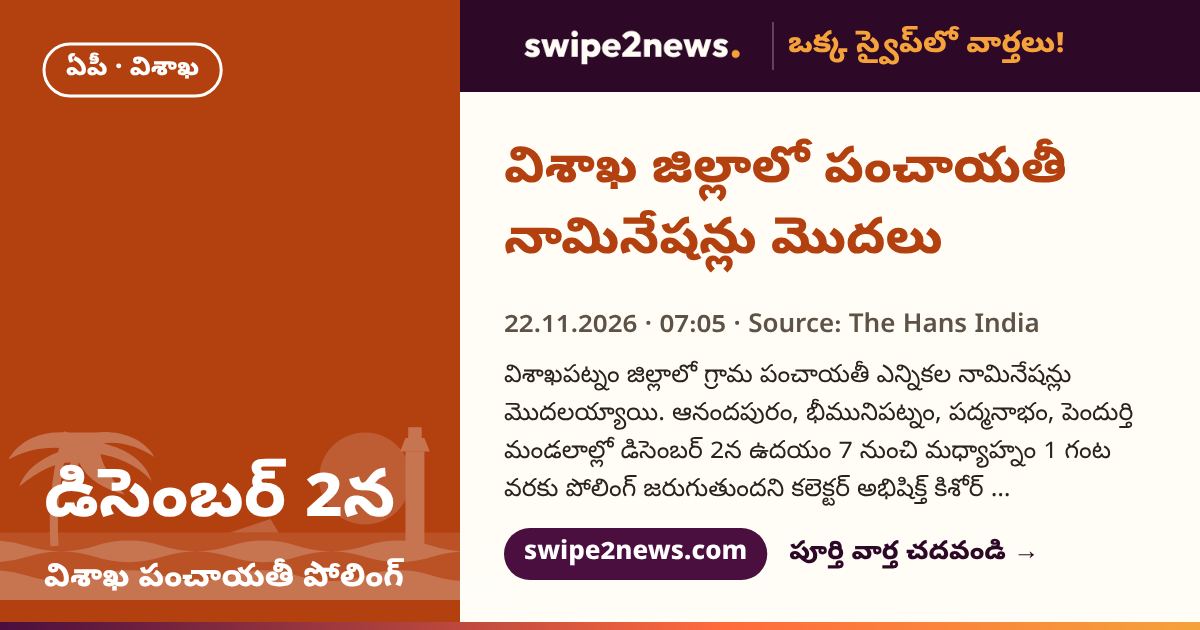 ఏపీ · విశాఖ
డిసెంబర్ 2న
విశాఖ పంచాయతీ పోలింగ్
swipe2news. ఒక్క స్వైప్‌లో వార్తలు!
విశాఖ జిల్లాలో పంచాయతీ
నామినేషన్లు మొదలు
22.11.2026 · 07:05 · Source: The Hans India
విశాఖపట్నం జిల్లాలో గ్రామ పంచాయతీ ఎన్నికల నామినేషన్లు
మొదలయ్యాయి. ఆనందపురం, భీమునిపట్నం, పద్మనాభం, పెందుర్తి
మండలాల్లో డిసెంబర్ 2న ఉదయం 7 నుంచి మధ్యాహ్నం 1 గంట
వరకు పోలింగ్ జరుగుతుందని కలెక్టర్ అభిషిక్త్ కిశోర్ ...
swipe2news.com పూర్తి వార్త చదవండి →